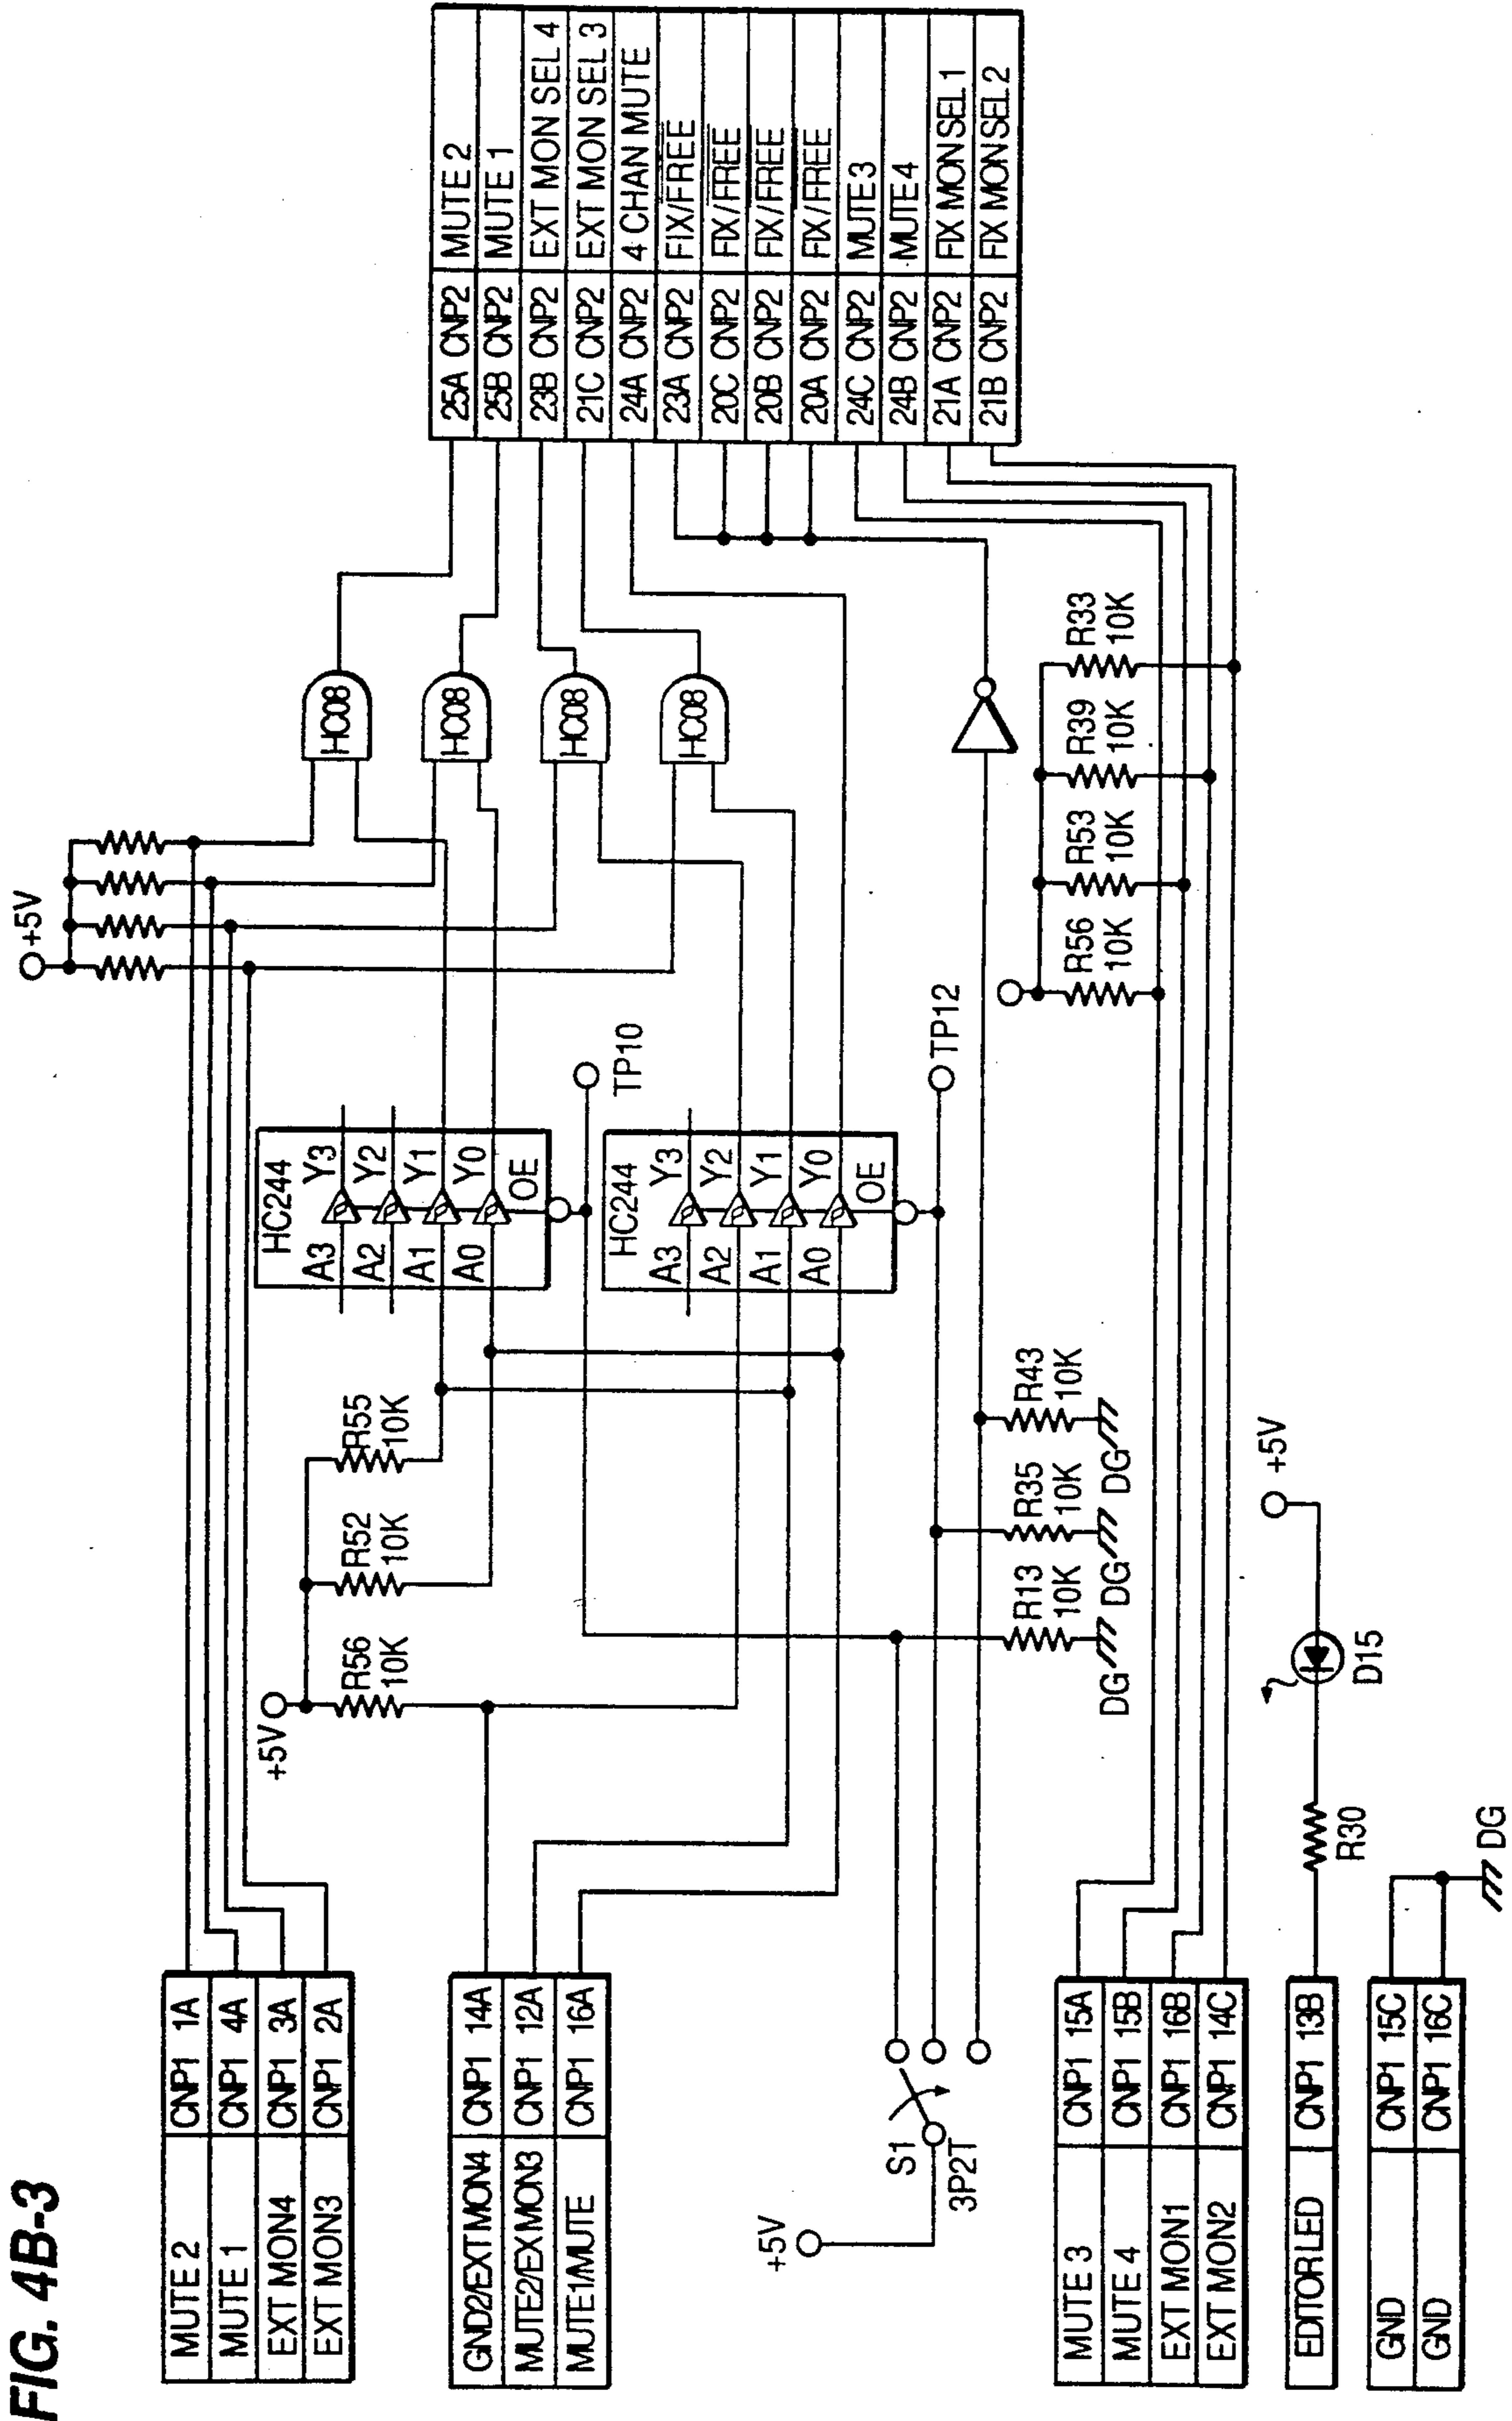 FIG. 4B-3
MUTE 2 CNP1 1A
MUTE 1 CNP1 4A
EXT MON4 CNP1 3A
EXT MON3 CNP1 2A
GND2/EXT MON4 CNP1 14A
MUTE2/EX MON3 CNP1 12A
MUTE1/MUTE CNP1 16A
+5V
S1
3P2T
MUTE 3 CNP1 15A
MUTE 4 CNP1 15B
EXT MON1 CNP1 16B
EXT MON2 CNP1 14C
EDITOR LED CNP1 13B
GND CNP1 15C
GND CNP1 16C
DG
R30
D15
+5V
+5V
R56
10K
R52
10K
R55
10K
R13
10K
DG
R35
10K
DG
R43
10K
DG
HC244
A3 Y3
A2 Y2
A1 Y1
A0 Y0
OE
TP10
HC244
A3 Y3
A2 Y2
A1 Y1
A0 Y0
OE
TP12
+5V
HC08
HC08
HC08
HC08
R56
10K
R53
10K
R39
10K
R33
10K
25A CNP2 MUTE 2
25B CNP2 MUTE 1
23B CNP2 EXT MON SEL 4
21C CNP2 EXT MON SEL 3
24A CNP2 4 CHAN MUTE
23A CNP2 FIX/FREE
20C CNP2 FIX/FREE
20B CNP2 FIX/FREE
20A CNP2 FIX/FREE
24C CNP2 MUTE 3
24B CNP2 MUTE 4
21A CNP2 FIX MON SEL 1
21B CNP2 FIX MON SEL 2